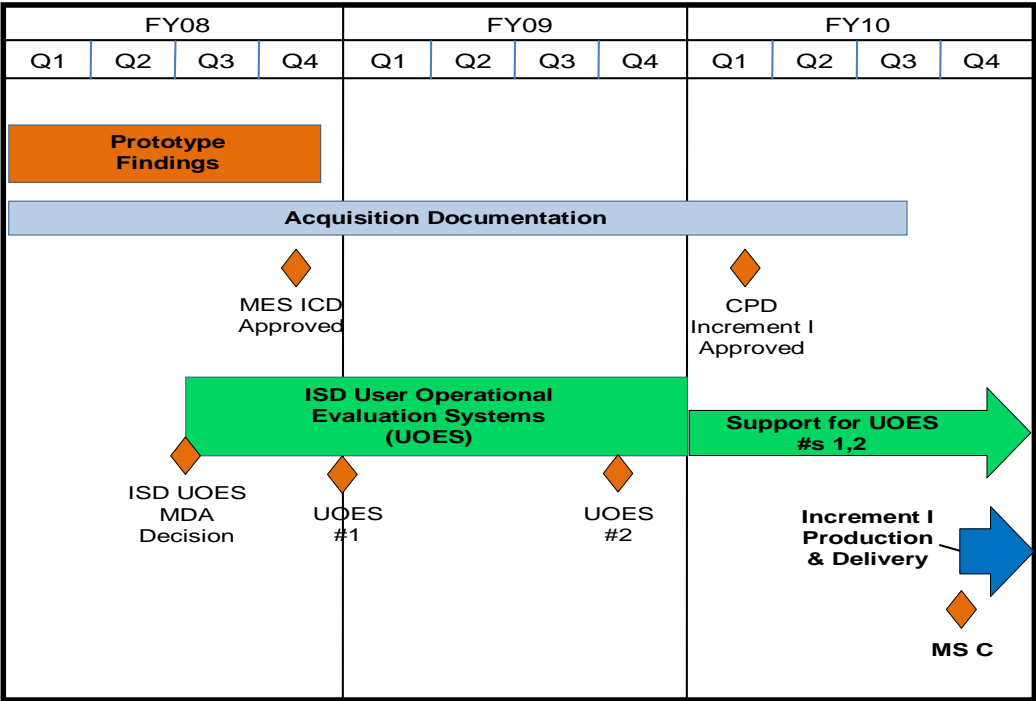 FY08 FY09 FY10
Q1 Q2 Q3 Q4 Q1 Q2 Q3 Q4 Q1 Q2 Q3 Q4
Prototype
Findings
Acquisition Documentation
MES ICD
Approved
CPD
Increment I
Approved
ISD User Operational
Evaluation Systems
(UOES)
Support for UOES
#s 1,2
ISD UOES
MDA
Decision
UOES
#1
UOES
#2
Increment I
Production
& Delivery
MS C